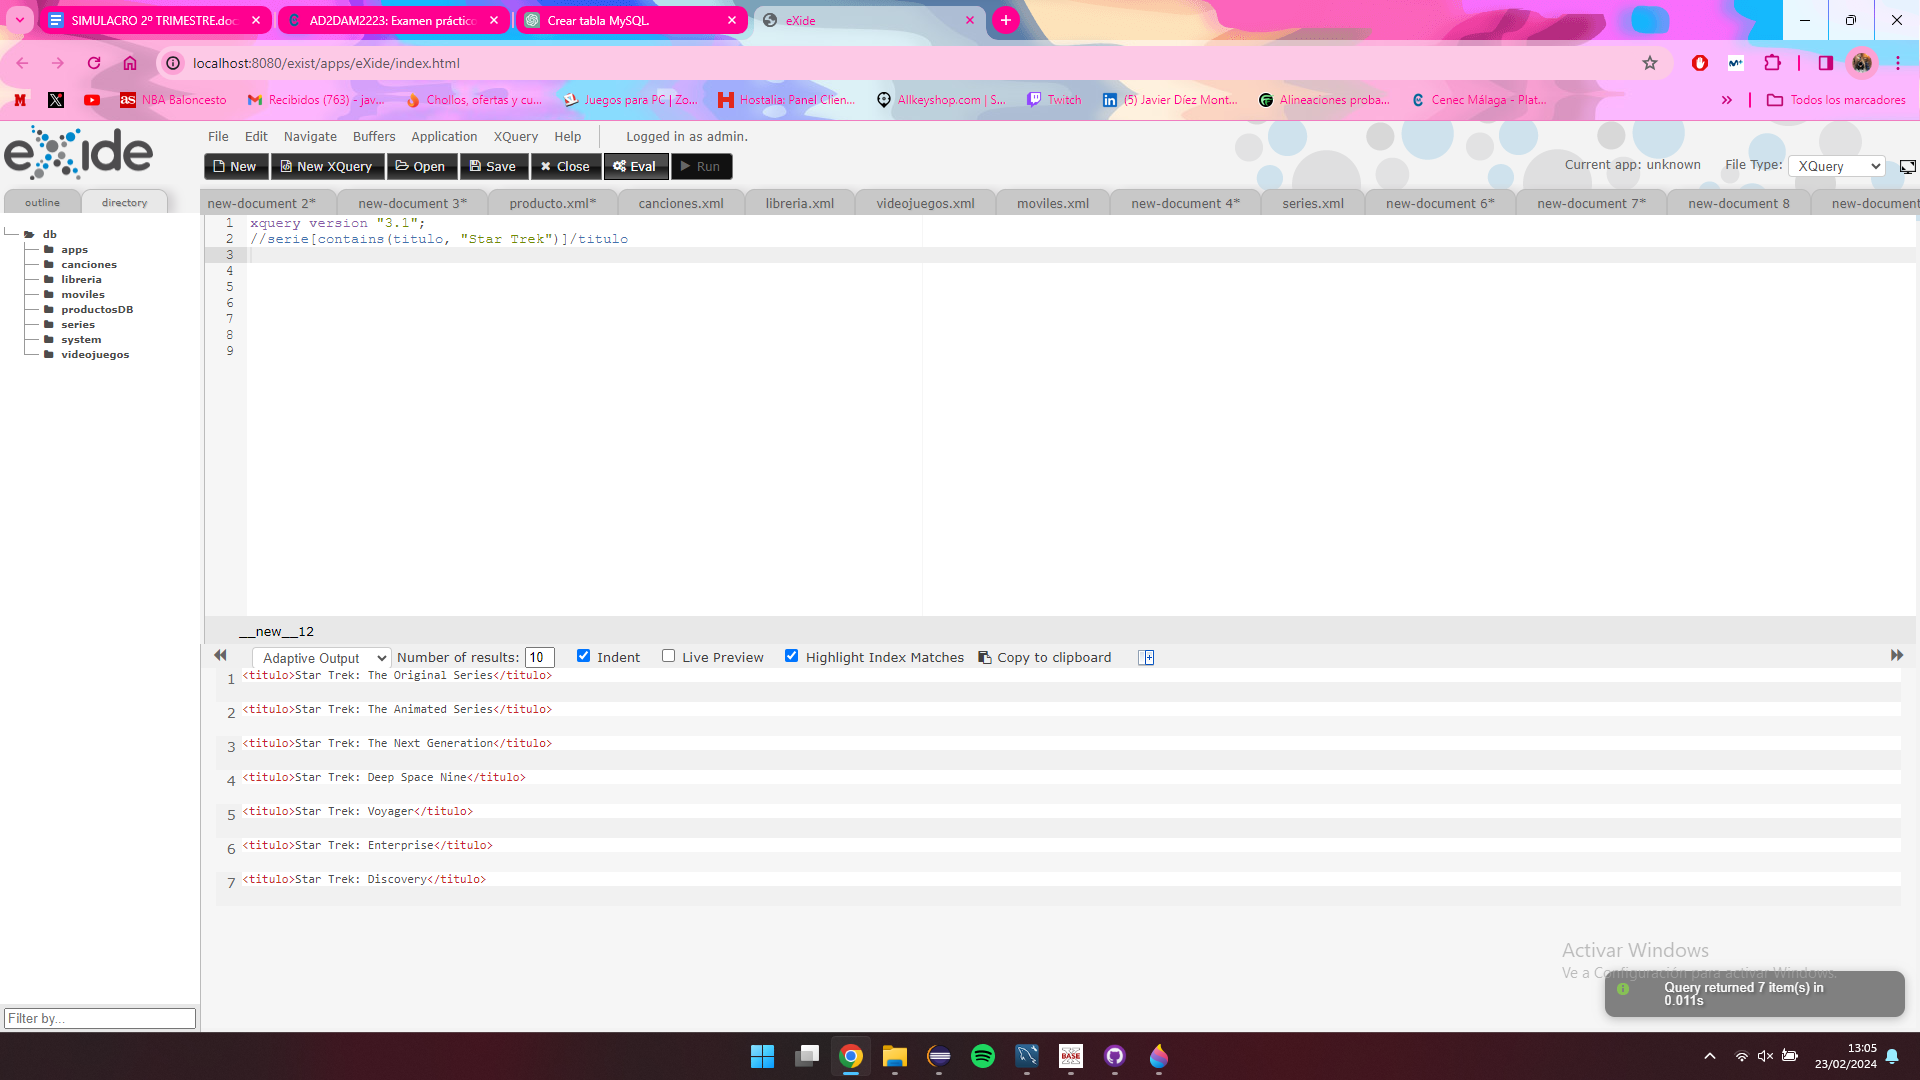 SIMULACRO 2º TRIMESTRE.doc
AD2DAM2223: Examen práctico
Crear tabla MySQL.
eXide
localhost:8080/exist/apps/eXide/index.html
NBA Baloncesto
Recibidos (763) - jav...
Chollos, ofertas y cu...
Juegos para PC | Zo...
Hostalia: Panel Clien...
Allkeyshop.com | S...
Twitch
(5) Javier Díez Mont...
Alineaciones proba...
Cenec Málaga - Plat...
Todos los marcadores
eXide
File Edit Navigate Buffers Application XQuery Help Logged in as admin.
New New XQuery Open Save Close Eval Run
Current app: unknown File Type: XQuery
outline directory
new-document 2* new-document 3* producto.xml* canciones.xml libreria.xml videojuegos.xml moviles.xml new-document 4* series.xml new-document 6* new-document 7* new-document 8 new-document
db
apps
canciones
libreria
moviles
productosDB
series
system
videojuegos
1 xquery version "3.1";
2 //serie[contains(titulo, "Star Trek")]/titulo
3
4
5
6
7
8
9
__new__12
Adaptive Output Number of results: 10 Indent Live Preview Highlight Index Matches Copy to clipboard
1 <titulo>Star Trek: The Original Series</titulo>
2 <titulo>Star Trek: The Animated Series</titulo>
3 <titulo>Star Trek: The Next Generation</titulo>
4 <titulo>Star Trek: Deep Space Nine</titulo>
5 <titulo>Star Trek: Voyager</titulo>
6 <titulo>Star Trek: Enterprise</titulo>
7 <titulo>Star Trek: Discovery</titulo>
Activar Windows
Ve a Configuración para activar Windows.
Query returned 7 item(s) in
0.011s
Filter by...
BASE
13:05
23/02/2024